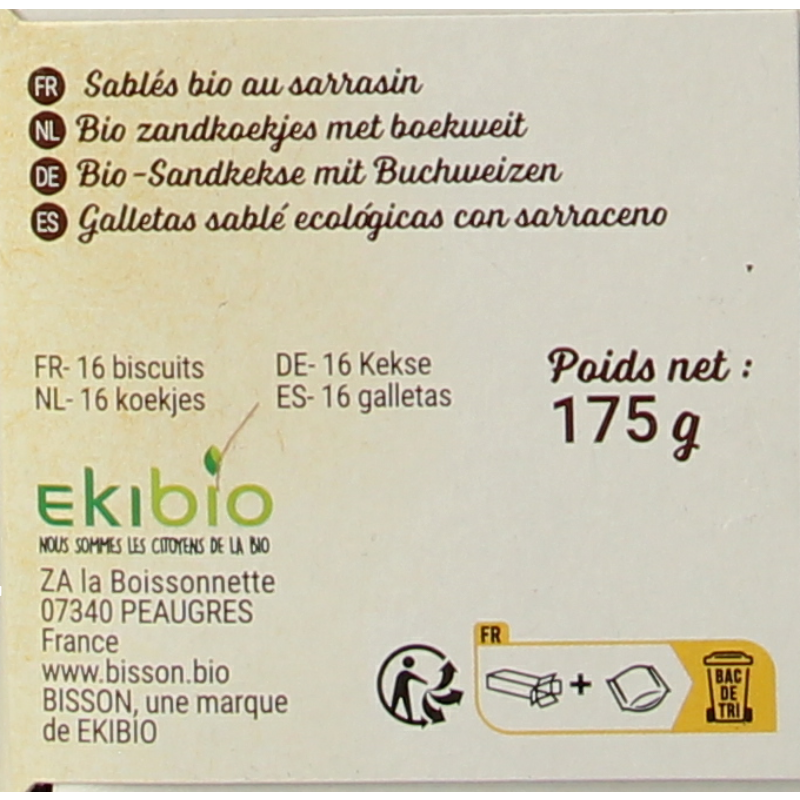 FR Sablés bio au sarrasin
NL Bio zandkoekjes met boekweit
DE Bio-Sandkekse mit Buchweizen
ES Galletas sablé ecológicas con sarraceno
FR- 16 biscuits
NL- 16 koekjes
DE- 16 Kekse
ES- 16 galletas
Poids net :
175 g
EKIbIO
NOUS SOMMES LES CITOYENS DE LA BIO
ZA la Boissonnette
07340 PEAUGRES
France
www.bisson.bio
BISSON, une marque
de EKIBIO
FR
+
BAC
DE
TRI